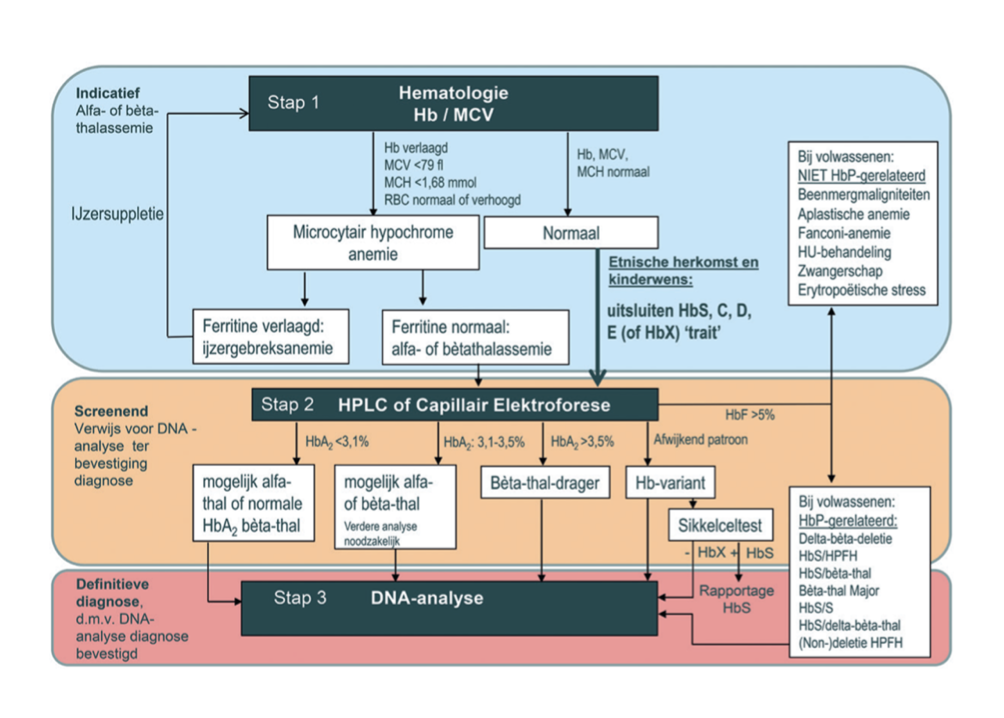 Indicatief
Alfa- of bèta-
thalassemie
Stap 1
Hematologie
Hb / MCV
IJzersuppletie
Hb verlaagd
MCV <79 fl
MCH <1,68 mmol
RBC normaal of verhoogd
Hb, MCV,
MCH normaal
Microcytair hypochrome
anemie
Normaal
Etnische herkomst en
kinderwens:
uitsluiten HbS, C, D,
E (of HbX) ‘trait’
Ferritine verlaagd:
ijzergebreksanemie
Ferritine normaal:
alfa- of bètathalassemie
Bij volwassenen:
NIET HbP-gerelateerd
Beenmergmaligniteiten
Aplastische anemie
Fanconi-anemie
HU-behandeling
Zwangerschap
Erytropoëtische stress
Screenend
Verwijs voor DNA -
analyse ter
bevestiging
diagnose
Stap 2
HPLC of Capillair Elektroforese
HbF >5%
HbA2 <3,1%
HbA2: 3,1-3,5%
HbA2 >3,5%
Afwijkend patroon
mogelijk alfa-
thal of normale
HbA2 bèta-thal
mogelijk alfa-
of bèta-thal
Verdere analyse
noodzakelijk
Bèta-thal-drager
Hb-variant
Sikkelceltest
- HbX + HbS
Rapportage
HbS
Bij volwassenen:
HbP-gerelateerd:
Delta-bèta-deletie
HbS/HPFH
HbS/bèta-thal
Bèta-thal Major
HbS/S
HbS/delta-bèta-thal
(Non-)deletie HPFH
Definitieve
diagnose,
d.m.v. DNA-
analyse diagnose
bevestigd
Stap 3
DNA-analyse